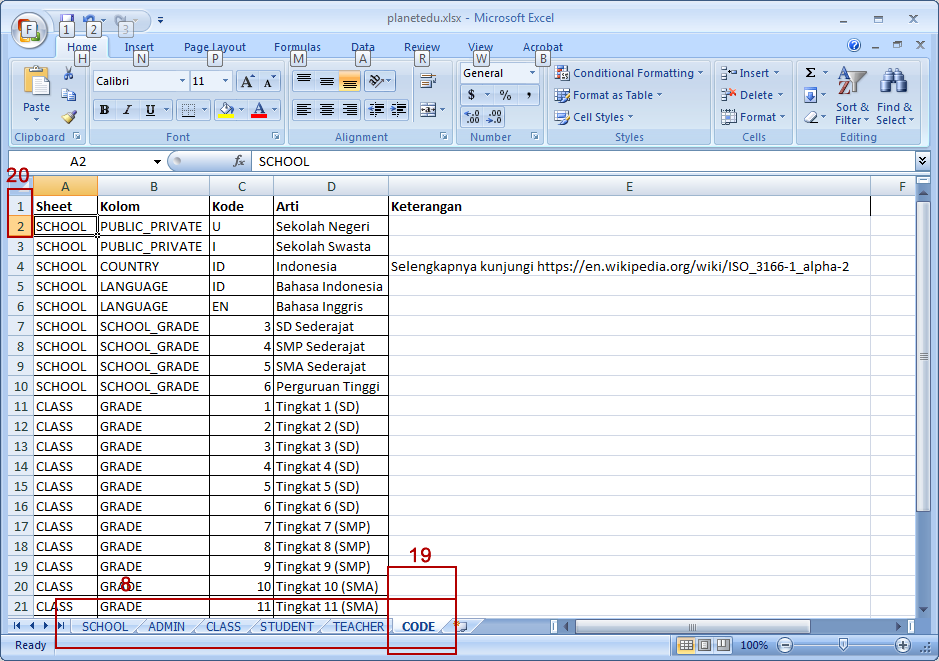 planetedu.xlsx - Microsoft Excel
F 1 2 3
Home Insert Page Layout Formulas Data Review View Acrobat
H N P M A R W B
Paste Calibri 11 General Conditional Formatting Insert Σ
B I U A $ % , Format as Table Delete Sort & Filter Find & Select
Cell Styles Format
Clipboard Font Alignment Number Styles Cells Editing
A2 fx SCHOOL
20
A B C D E F
1 Sheet Kolom Kode Arti Keterangan
2 SCHOOL PUBLIC_PRIVATE U Sekolah Negeri
3 SCHOOL PUBLIC_PRIVATE I Sekolah Swasta
4 SCHOOL COUNTRY ID Indonesia Selengkapnya kunjungi https://en.wikipedia.org/wiki/ISO_3166-1_alpha-2
5 SCHOOL LANGUAGE ID Bahasa Indonesia
6 SCHOOL LANGUAGE EN Bahasa Inggris
7 SCHOOL SCHOOL_GRADE 3 SD Sederajat
8 SCHOOL SCHOOL_GRADE 4 SMP Sederajat
9 SCHOOL SCHOOL_GRADE 5 SMA Sederajat
10 SCHOOL SCHOOL_GRADE 6 Perguruan Tinggi
11 CLASS GRADE 1 Tingkat 1 (SD)
12 CLASS GRADE 2 Tingkat 2 (SD)
13 CLASS GRADE 3 Tingkat 3 (SD)
14 CLASS GRADE 4 Tingkat 4 (SD)
15 CLASS GRADE 5 Tingkat 5 (SD)
16 CLASS GRADE 6 Tingkat 6 (SD)
17 CLASS GRADE 7 Tingkat 7 (SMP)
18 CLASS GRADE 8 Tingkat 8 (SMP)
19 CLASS GRADE 9 Tingkat 9 (SMP)
19
20 CLASS GRADE 10 Tingkat 10 (SMA)
8
21 CLASS GRADE 11 Tingkat 11 (SMA)
SCHOOL ADMIN CLASS STUDENT TEACHER CODE
Ready 100%